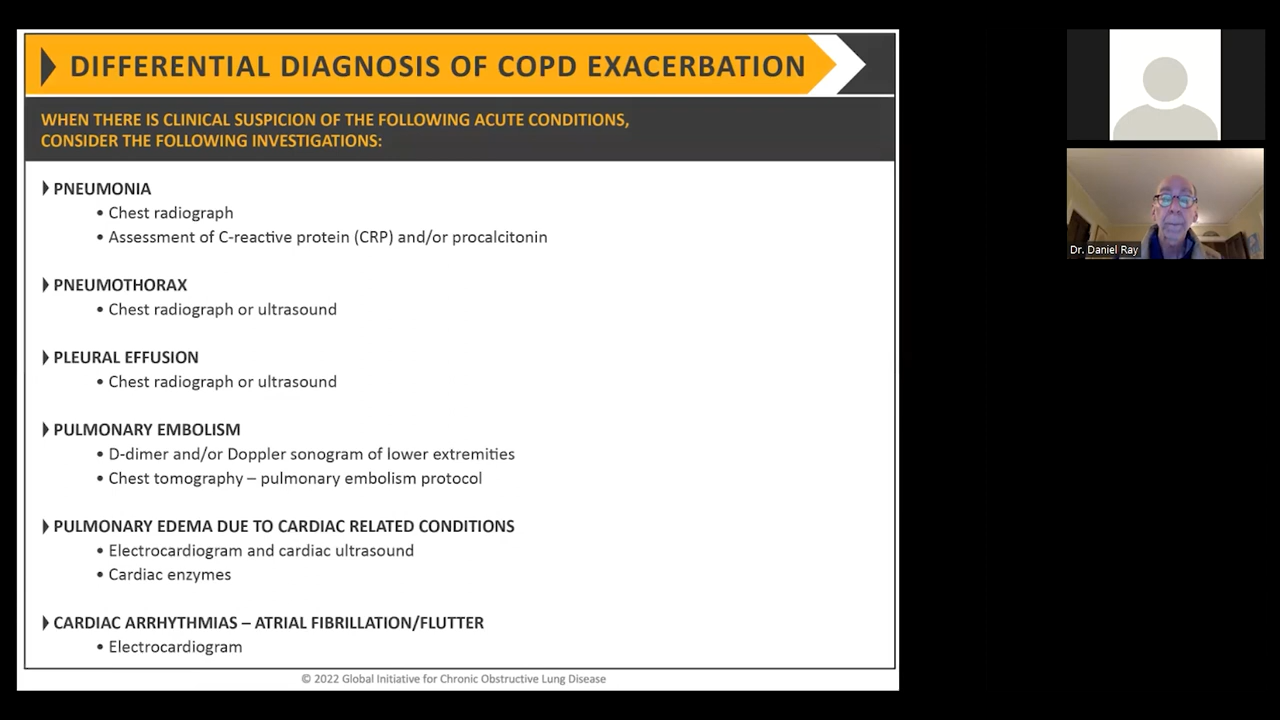 DIFFERENTIAL DIAGNOSIS OF COPD EXACERBATION
WHEN THERE IS CLINICAL SUSPICION OF THE FOLLOWING ACUTE CONDITIONS,
CONSIDER THE FOLLOWING INVESTIGATIONS:
PNEUMONIA
• Chest radiograph
• Assessment of C-reactive protein (CRP) and/or procalcitonin
PNEUMOTHORAX
• Chest radiograph or ultrasound
PLEURAL EFFUSION
• Chest radiograph or ultrasound
PULMONARY EMBOLISM
• D-dimer and/or Doppler sonogram of lower extremities
• Chest tomography – pulmonary embolism protocol
PULMONARY EDEMA DUE TO CARDIAC RELATED CONDITIONS
• Electrocardiogram and cardiac ultrasound
• Cardiac enzymes
CARDIAC ARRHYTHMIAS – ATRIAL FIBRILLATION/FLUTTER
• Electrocardiogram
© 2022 Global Initiative for Chronic Obstructive Lung Disease
Dr. Daniel Ray